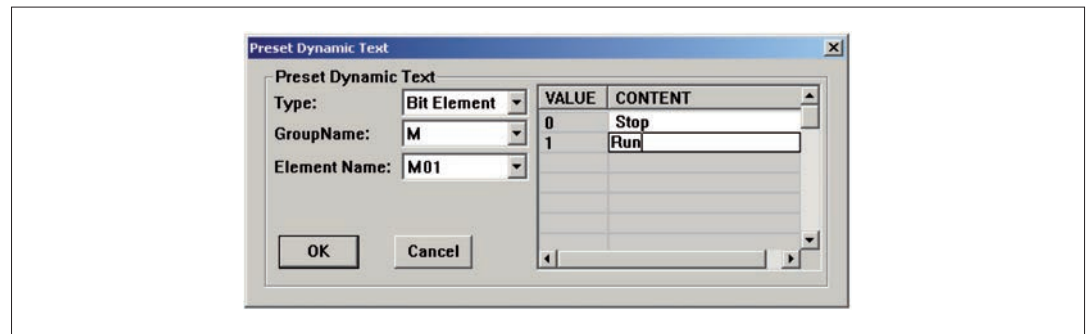 Preset Dynamic Text
Preset Dynamic Text
Type: Bit Element
GroupName: M
Element Name: M01
VALUE CONTENT
0 Stop
1 Run
OK Cancel